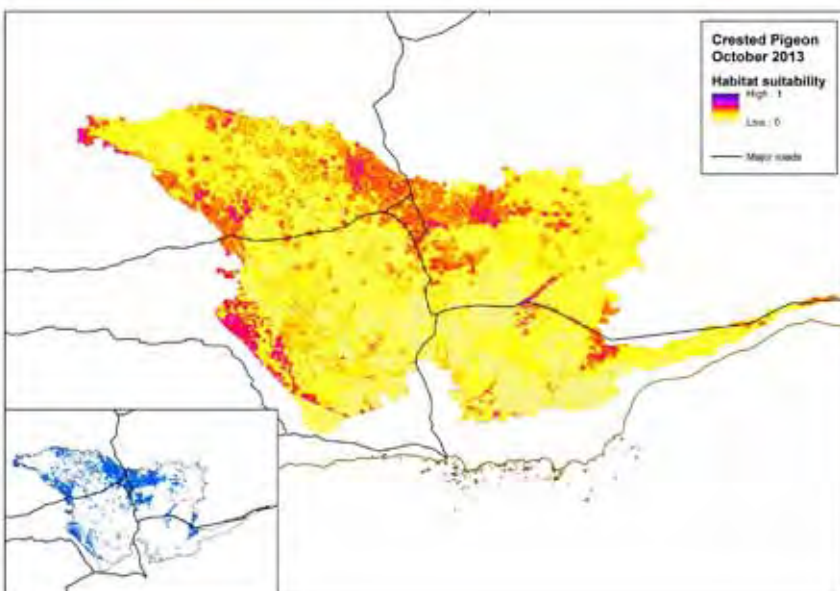 Crested Pigeon
October 2013
Habitat suitability
High : 1
Low : 0
Major roads